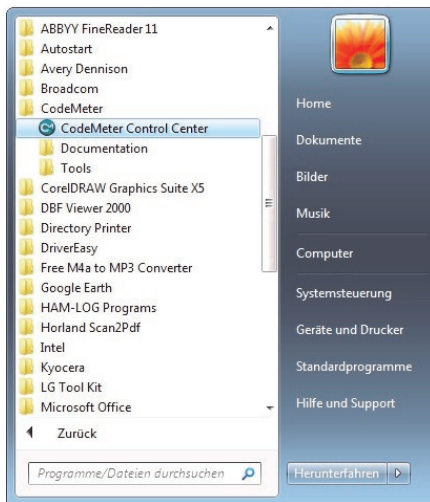 ABBYY FineReader 11
Autostart
Avery Dennison
Broadcom
CodeMeter
CodeMeter Control Center
Documentation
Tools
CorelDRAW Graphics Suite X5
DBF Viewer 2000
Directory Printer
DriverEasy
Free M4a to MP3 Converter
Google Earth
HAM-LOG Programs
Horland Scan2Pdf
Intel
Kyocera
LG Tool Kit
Microsoft Office
Zurück
Programme/Dateien durchsuchen
Home
Dokumente
Bilder
Musik
Computer
Systemsteuerung
Geräte und Drucker
Standardprogramme
Hilfe und Support
Herunterfahren